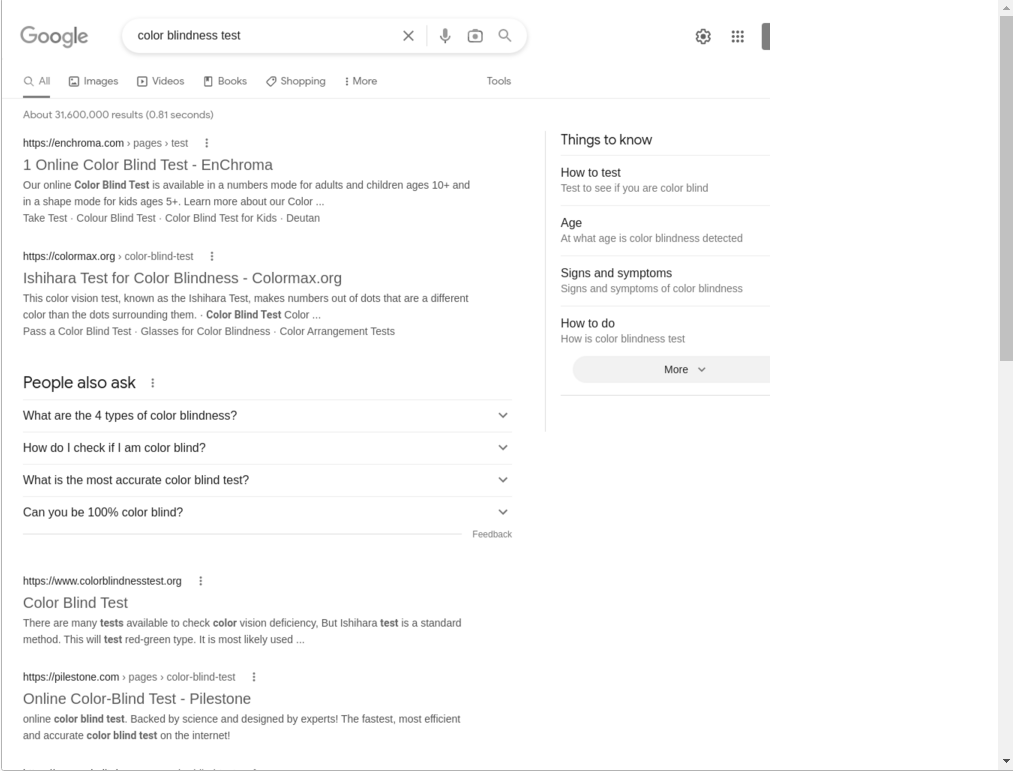 Google
color blindness test
All Images Videos Books Shopping More Tools
About 31,600,000 results (0.81 seconds)
https://enchroma.com › pages › test
1 Online Color Blind Test - EnChroma
Our online Color Blind Test is available in a numbers mode for adults and children ages 10+ and
in a shape mode for kids ages 5+. Learn more about our Color ...
Take Test · Colour Blind Test · Color Blind Test for Kids · Deutan
https://colormax.org › color-blind-test
Ishihara Test for Color Blindness - Colormax.org
This color vision test, known as the Ishihara Test, makes numbers out of dots that are a different
color than the dots surrounding them. · Color Blind Test Color ...
Pass a Color Blind Test · Glasses for Color Blindness · Color Arrangement Tests
People also ask
What are the 4 types of color blindness?
How do I check if I am color blind?
What is the most accurate color blind test?
Can you be 100% color blind?
Feedback
https://www.colorblindnesstest.org
Color Blind Test
There are many tests available to check color vision deficiency, But Ishihara test is a standard
method. This will test red-green type. It is most likely used ...
https://pilestone.com › pages › color-blind-test
Online Color-Blind Test - Pilestone
online color blind test. Backed by science and designed by experts! The fastest, most efficient
and accurate color blind test on the internet!
Things to know
How to test
Test to see if you are color blind
Age
At what age is color blindness detected
Signs and symptoms
Signs and symptoms of color blindness
How to do
How is color blindness test
More